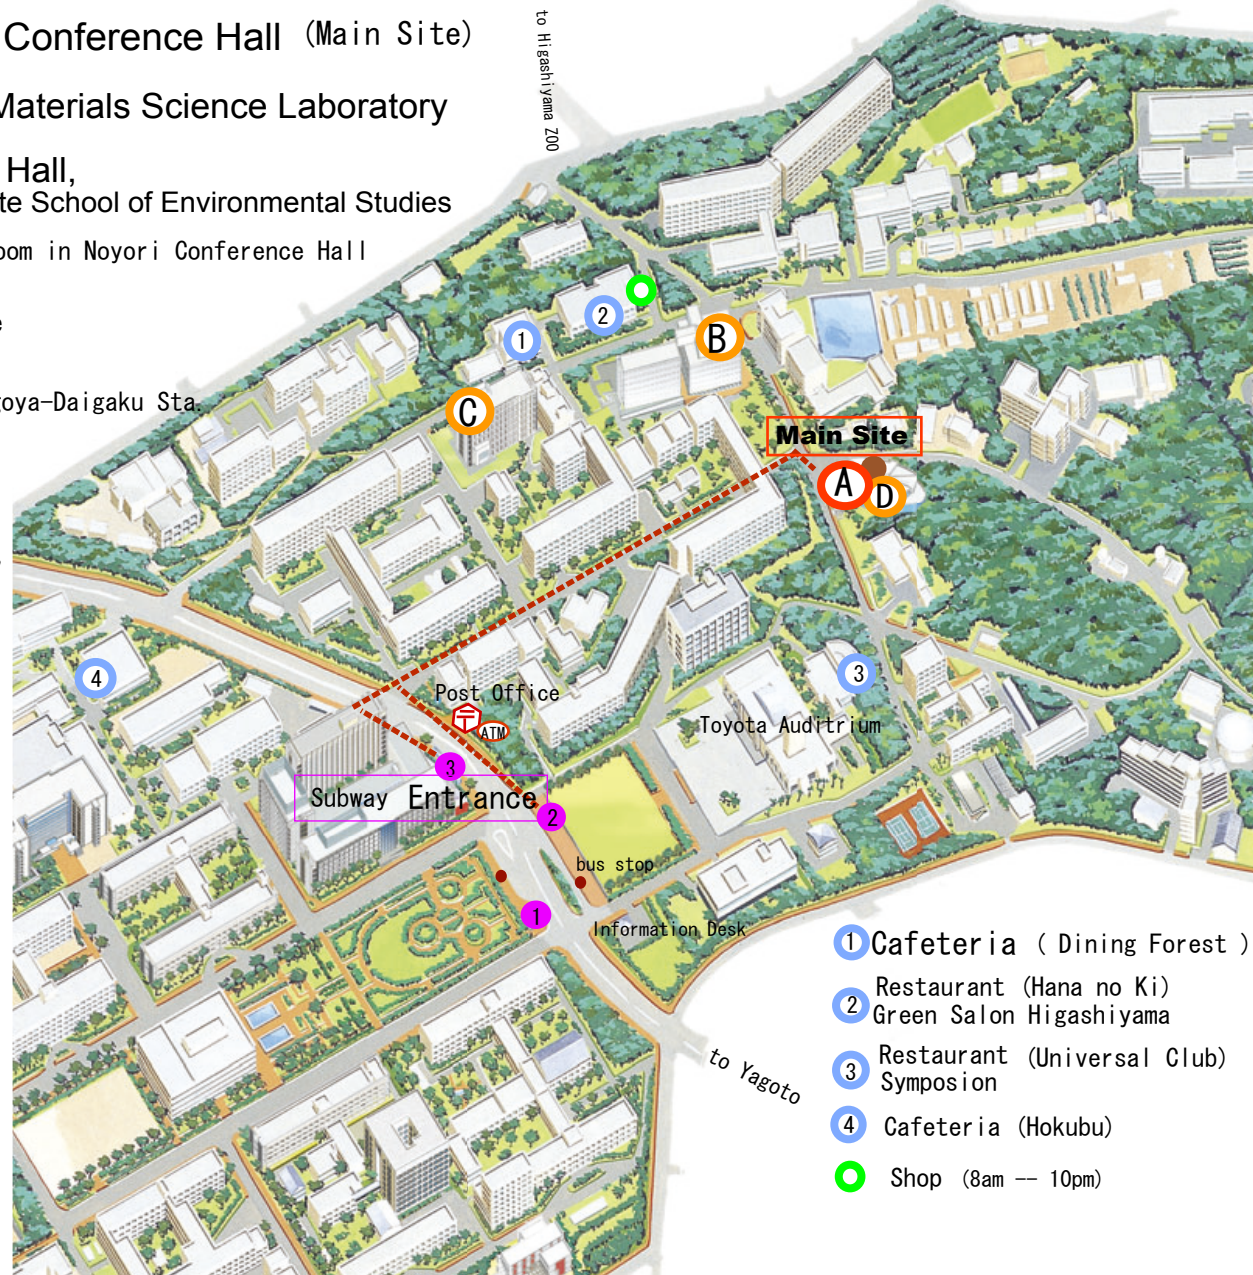 Conference Hall (Main Site)
Materials Science Laboratory
Hall,
te School of Environmental Studies
oom in Noyori Conference Hall
e
goya-Daigaku Sta.
to Higashiyama ZOO
1
2
B
C
Main Site
A
D
4
3
Post Office
〒
ATM
Toyota Auditrium
3
Subway Entrance
2
bus stop
1
Information Desk
to Yagoto
1 Cafeteria ( Dining Forest )
2 Restaurant (Hana no Ki)
Green Salon Higashiyama
3 Restaurant (Universal Club)
Symposion
4 Cafeteria (Hokubu)
Shop (8am -- 10pm)